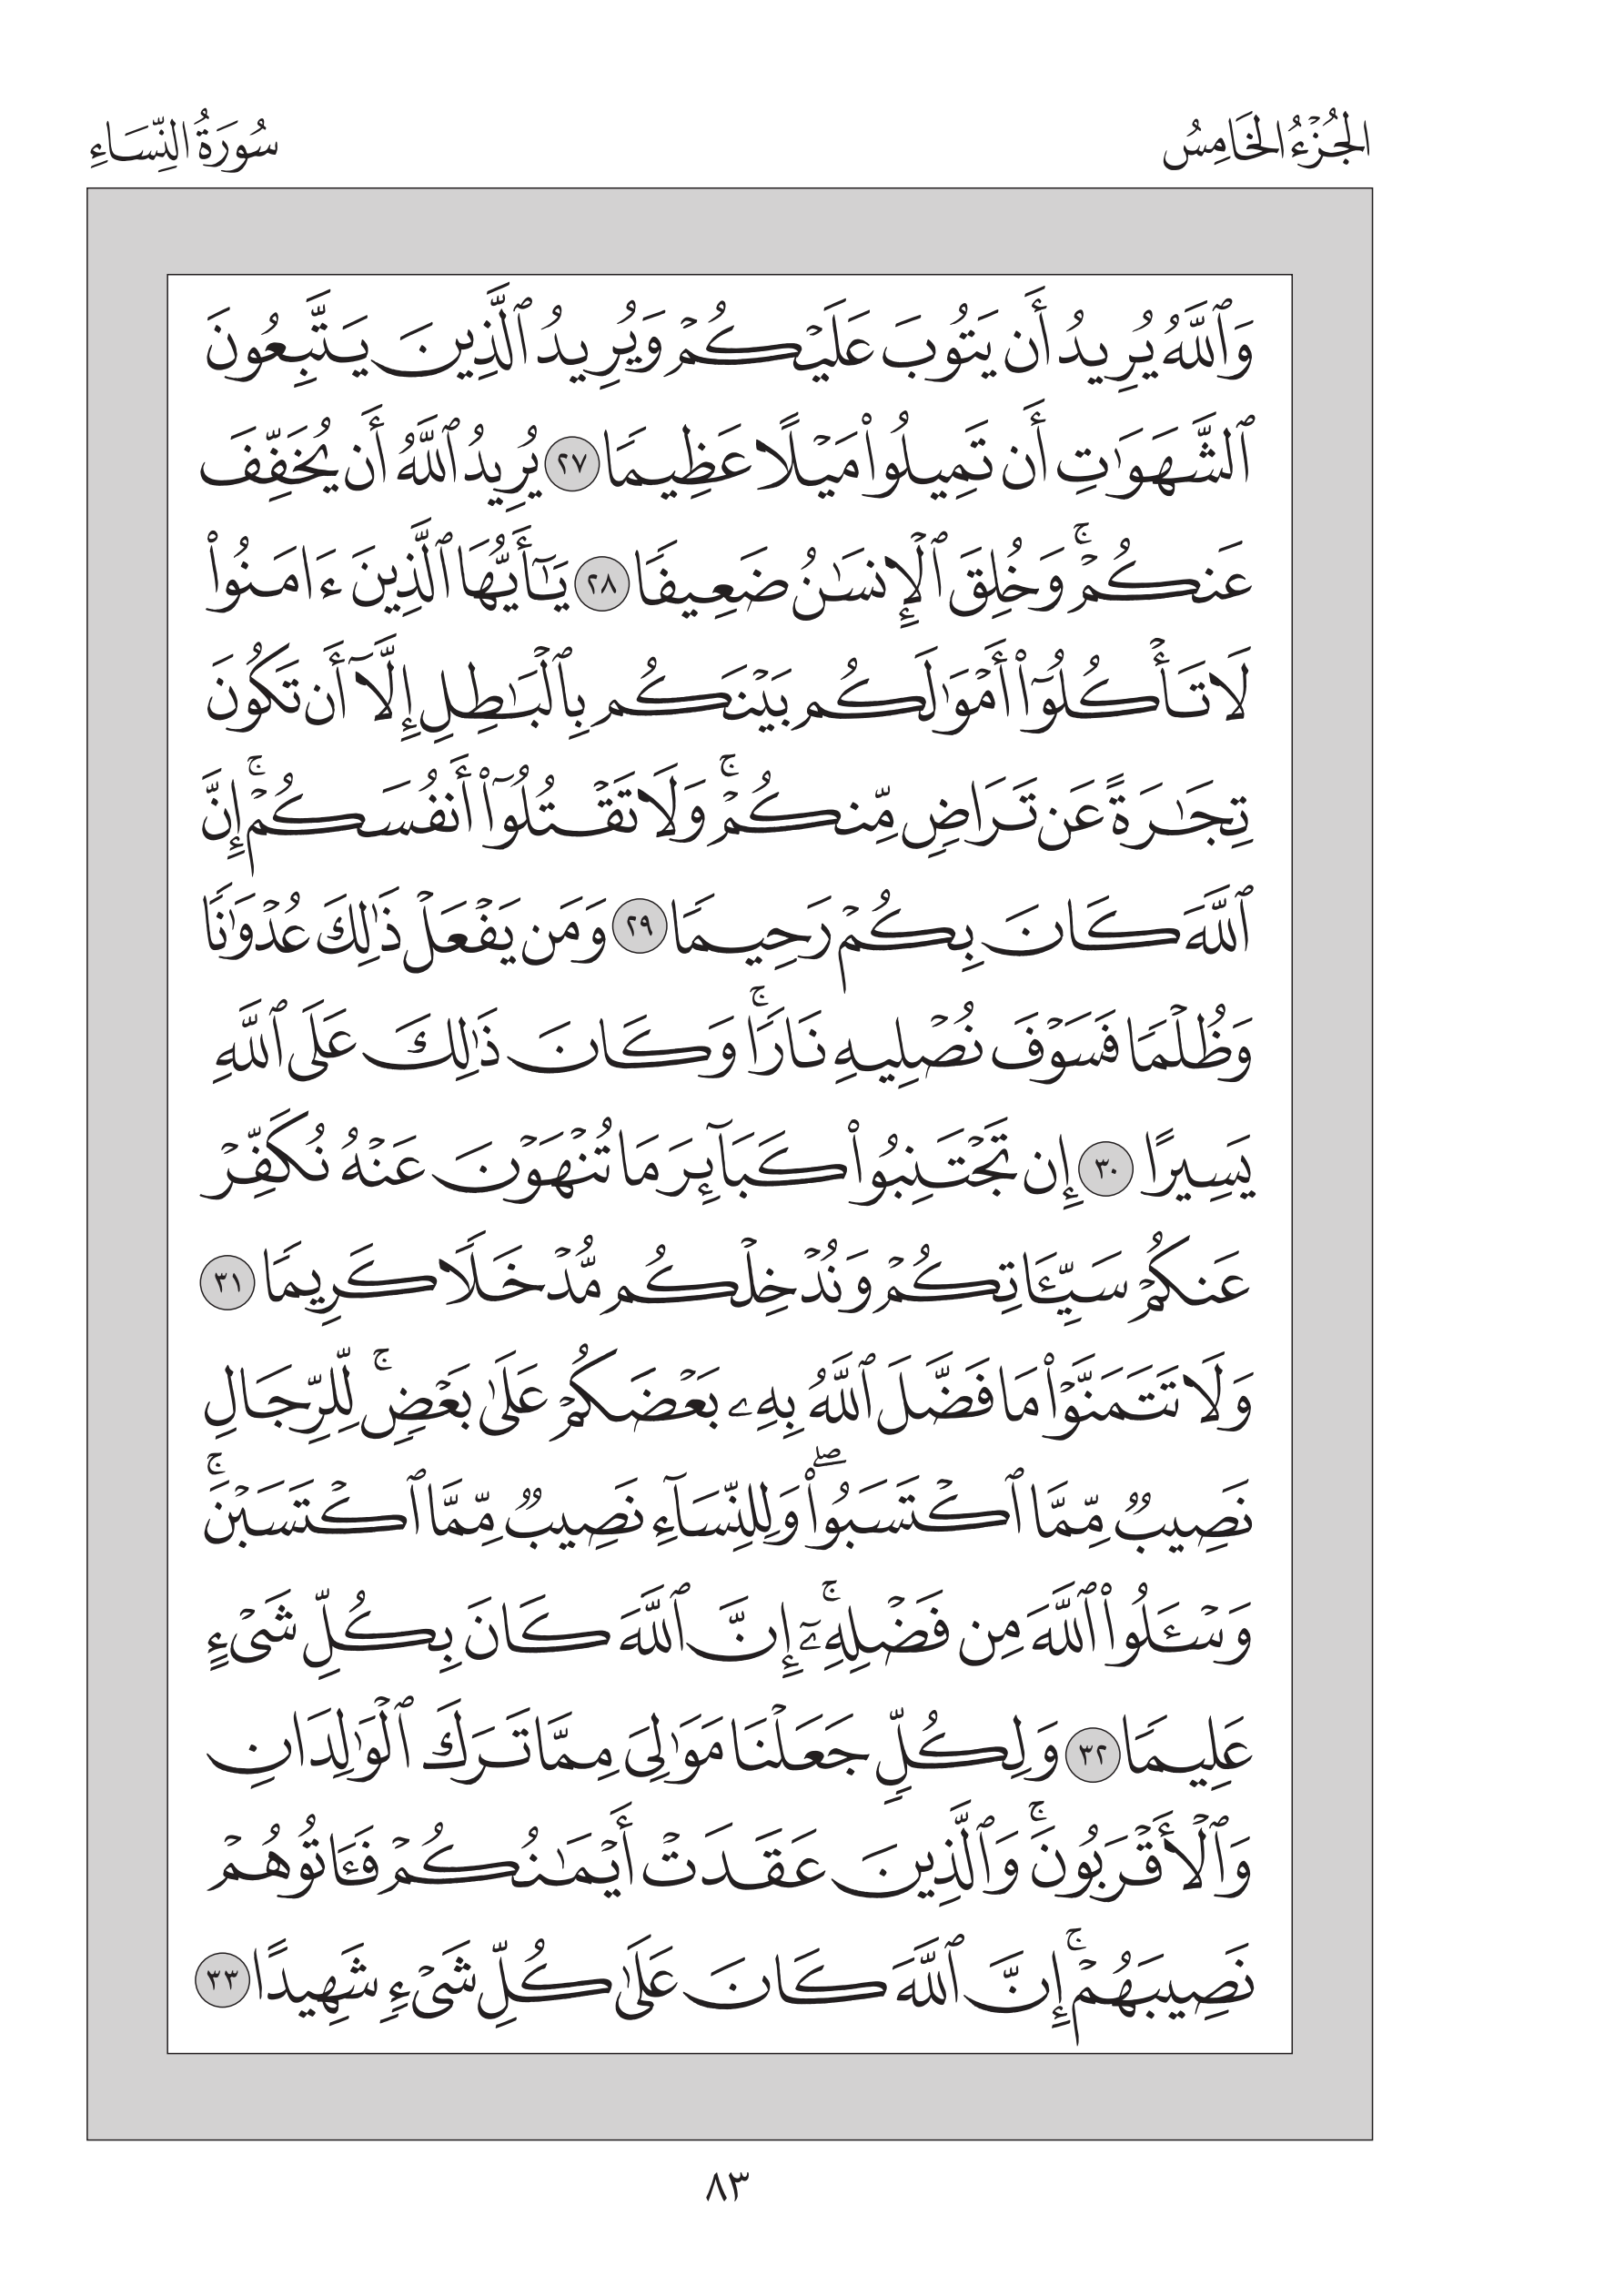 الجُزْءُ الخَامِسُ
سُورَةُ النِّسَاءِ
وَٱللَّهُ يُرِيدُ أَن يَتُوبَ عَلَيۡكُمۡ وَيُرِيدُ ٱلَّذِينَ يَتَّبِعُونَ
ٱلشَّهَوَٰتِ أَن تَمِيلُواْ مَيۡلًا عَظِيمٗا ٢٧ يُرِيدُ ٱللَّهُ أَن يُخَفِّفَ
عَنكُمۡۚ وَخُلِقَ ٱلۡإِنسَٰنُ ضَعِيفٗا ٢٨ يَٰٓأَيُّهَا ٱلَّذِينَ ءَامَنُواْ
لَا تَأۡكُلُوٓاْ أَمۡوَٰلَكُم بَيۡنَكُم بِٱلۡبَٰطِلِ إِلَّآ أَن تَكُونَ
تِجَٰرَةً عَن تَرَاضٖ مِّنكُمۡۚ وَلَا تَقۡتُلُوٓاْ أَنفُسَكُمۡۚ إِنَّ
ٱللَّهَ كَانَ بِكُمۡ رَحِيمٗا ٢٩ وَمَن يَفۡعَلۡ ذَٰلِكَ عُدۡوَٰنٗا
وَظُلۡمٗا فَسَوۡفَ نُصۡلِيهِ نَارٗاۚ وَكَانَ ذَٰلِكَ عَلَى ٱللَّهِ
يَسِيرًا ٣٠ إِن تَجۡتَنِبُواْ كَبَآئِرَ مَا تُنۡهَوۡنَ عَنۡهُ نُكَفِّرۡ
عَنكُمۡ سَيِّـَٔاتِكُمۡ وَنُدۡخِلۡكُم مُّدۡخَلٗا كَرِيمٗا ٣١
وَلَا تَتَمَنَّوۡاْ مَا فَضَّلَ ٱللَّهُ بِهِۦ بَعۡضَكُمۡ عَلَىٰ بَعۡضٖۚ لِّلرِّجَالِ
نَصِيبٞ مِّمَّا ٱكۡتَسَبُواْۖ وَلِلنِّسَآءِ نَصِيبٞ مِّمَّا ٱكۡتَسَبۡنَۚ
وَسۡـَٔلُواْ ٱللَّهَ مِن فَضۡلِهِۦٓۚ إِنَّ ٱللَّهَ كَانَ بِكُلِّ شَيۡءٍ
عَلِيمٗا ٣٢ وَلِكُلّٖ جَعَلۡنَا مَوَٰلِيَ مِمَّا تَرَكَ ٱلۡوَٰلِدَانِ
وَٱلۡأَقۡرَبُونَۚ وَٱلَّذِينَ عَقَدَتۡ أَيۡمَٰنُكُمۡ فَـَٔاتُوهُمۡ
نَصِيبَهُمۡۚ إِنَّ ٱللَّهَ كَانَ عَلَىٰ كُلِّ شَيۡءٖ شَهِيدًا ٣٣
٨٣